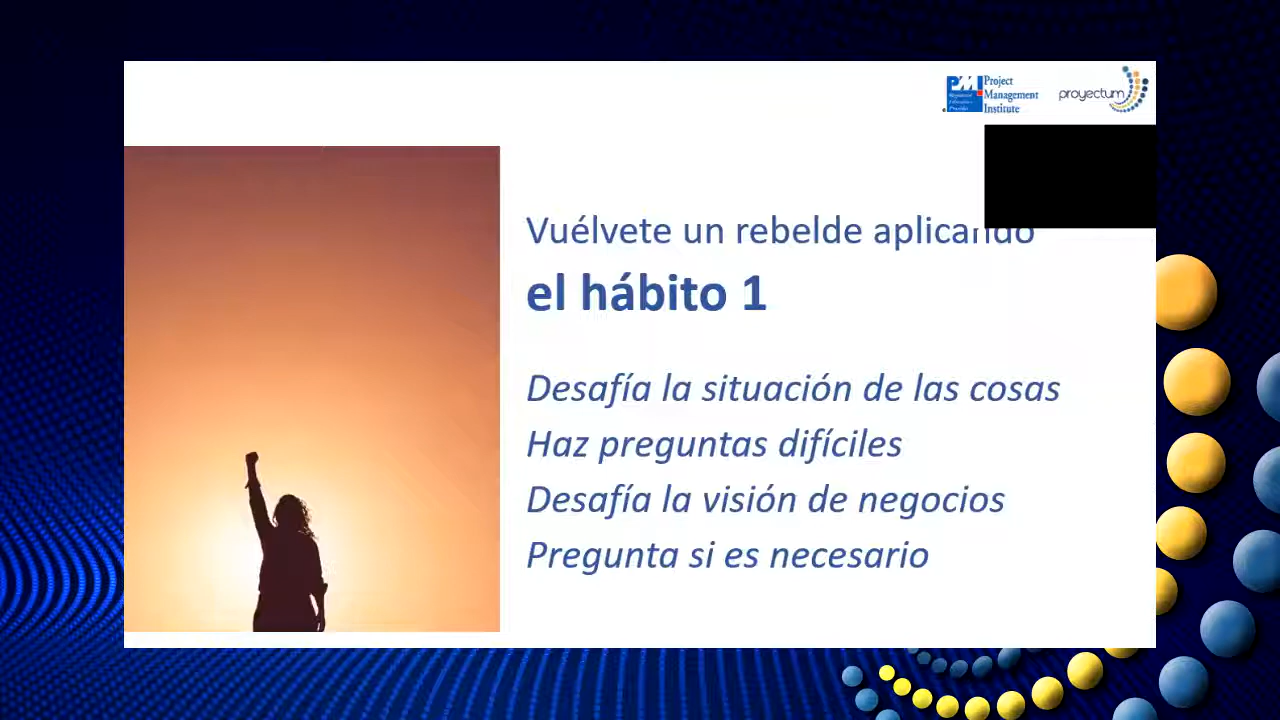 PMI
Project
Management
Institute
proyectum
Vuélvete un rebelde aplicando
el hábito 1
Desafía la situación de las cosas
Haz preguntas difíciles
Desafía la visión de negocios
Pregunta si es necesario